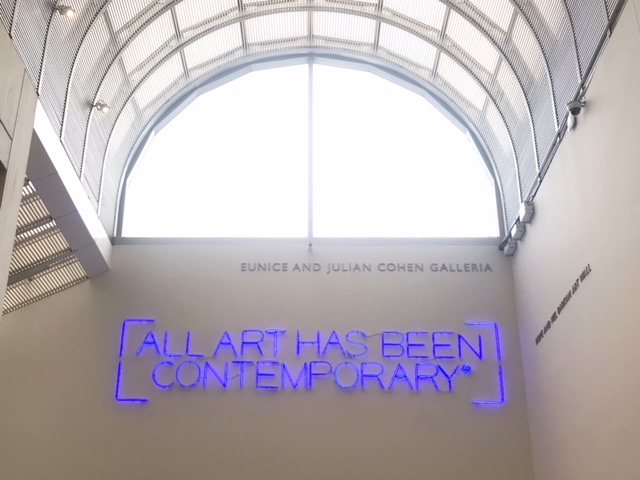 EUNICE AND JULIAN COHEN GALLERIA
[ALL ART HAS BEEN
CONTEMPORARY]